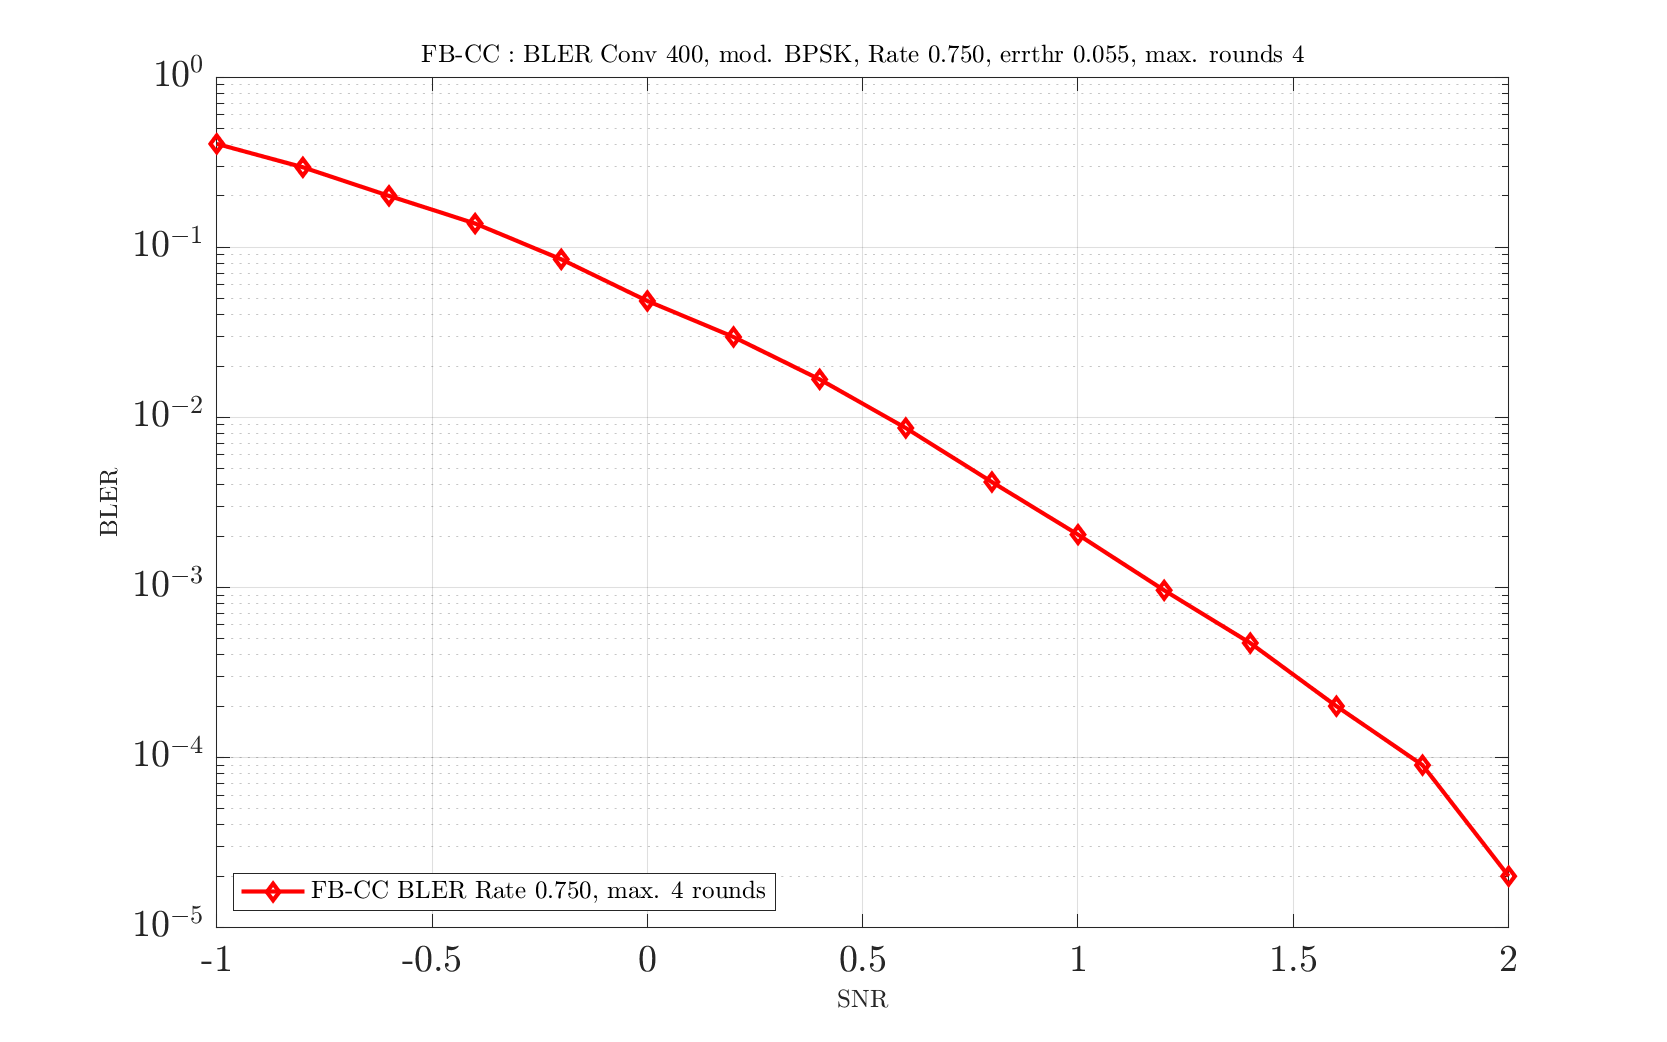 FB-CC : BLER Conv 400, mod. BPSK, Rate 0.750, errthr 0.055, max. rounds 4
10^0
10^-1
10^-2
10^-3
10^-4
10^-5
BLER
FB-CC BLER Rate 0.750, max. 4 rounds
-1 -0.5 0 0.5 1 1.5 2
SNR